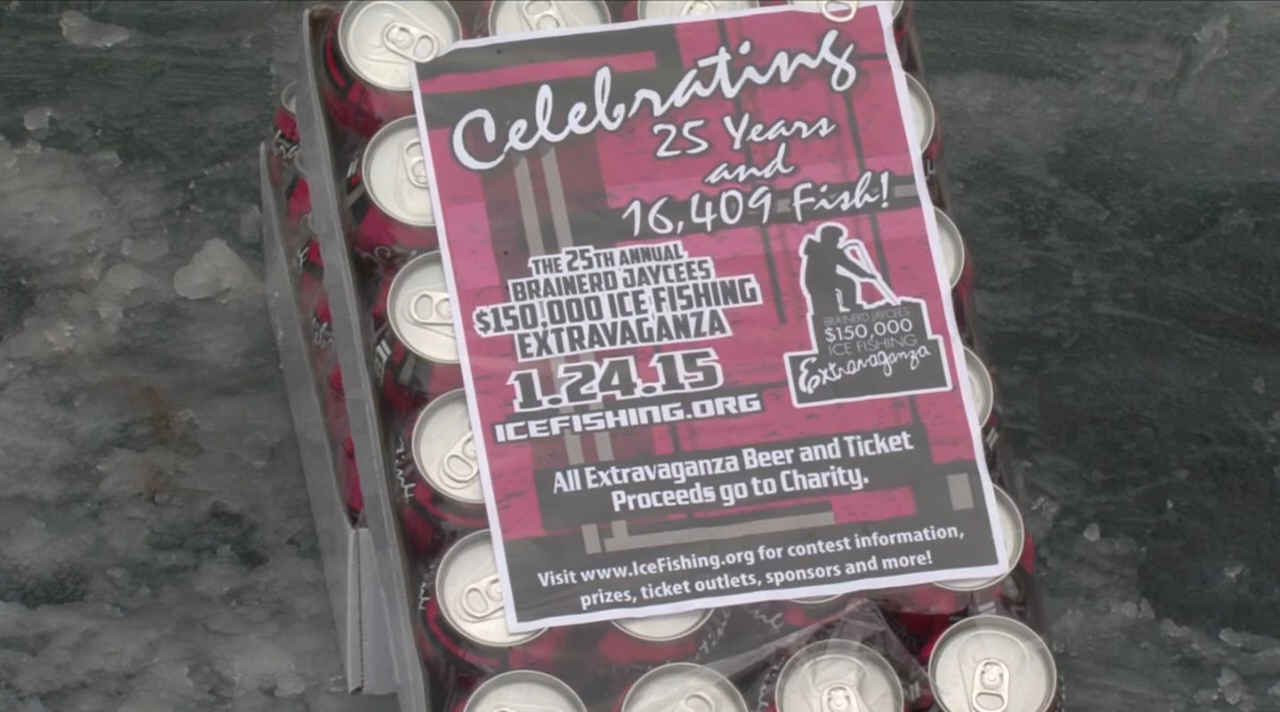 Celebrating
25 Years
and
16,409 Fish!
THE 25TH ANNUAL
BRAINERD JAYCEES
$150,000 ICE FISHING
EXTRAVAGANZA
1.24.15
ICEFISHING.ORG
BRAINERD JAYCEES
$150,000
ICE FISHING
Extravaganza
All Extravaganza Beer and Ticket
Proceeds go to Charity.
Visit www.IceFishing.org for contest information,
prizes, ticket outlets, sponsors and more!